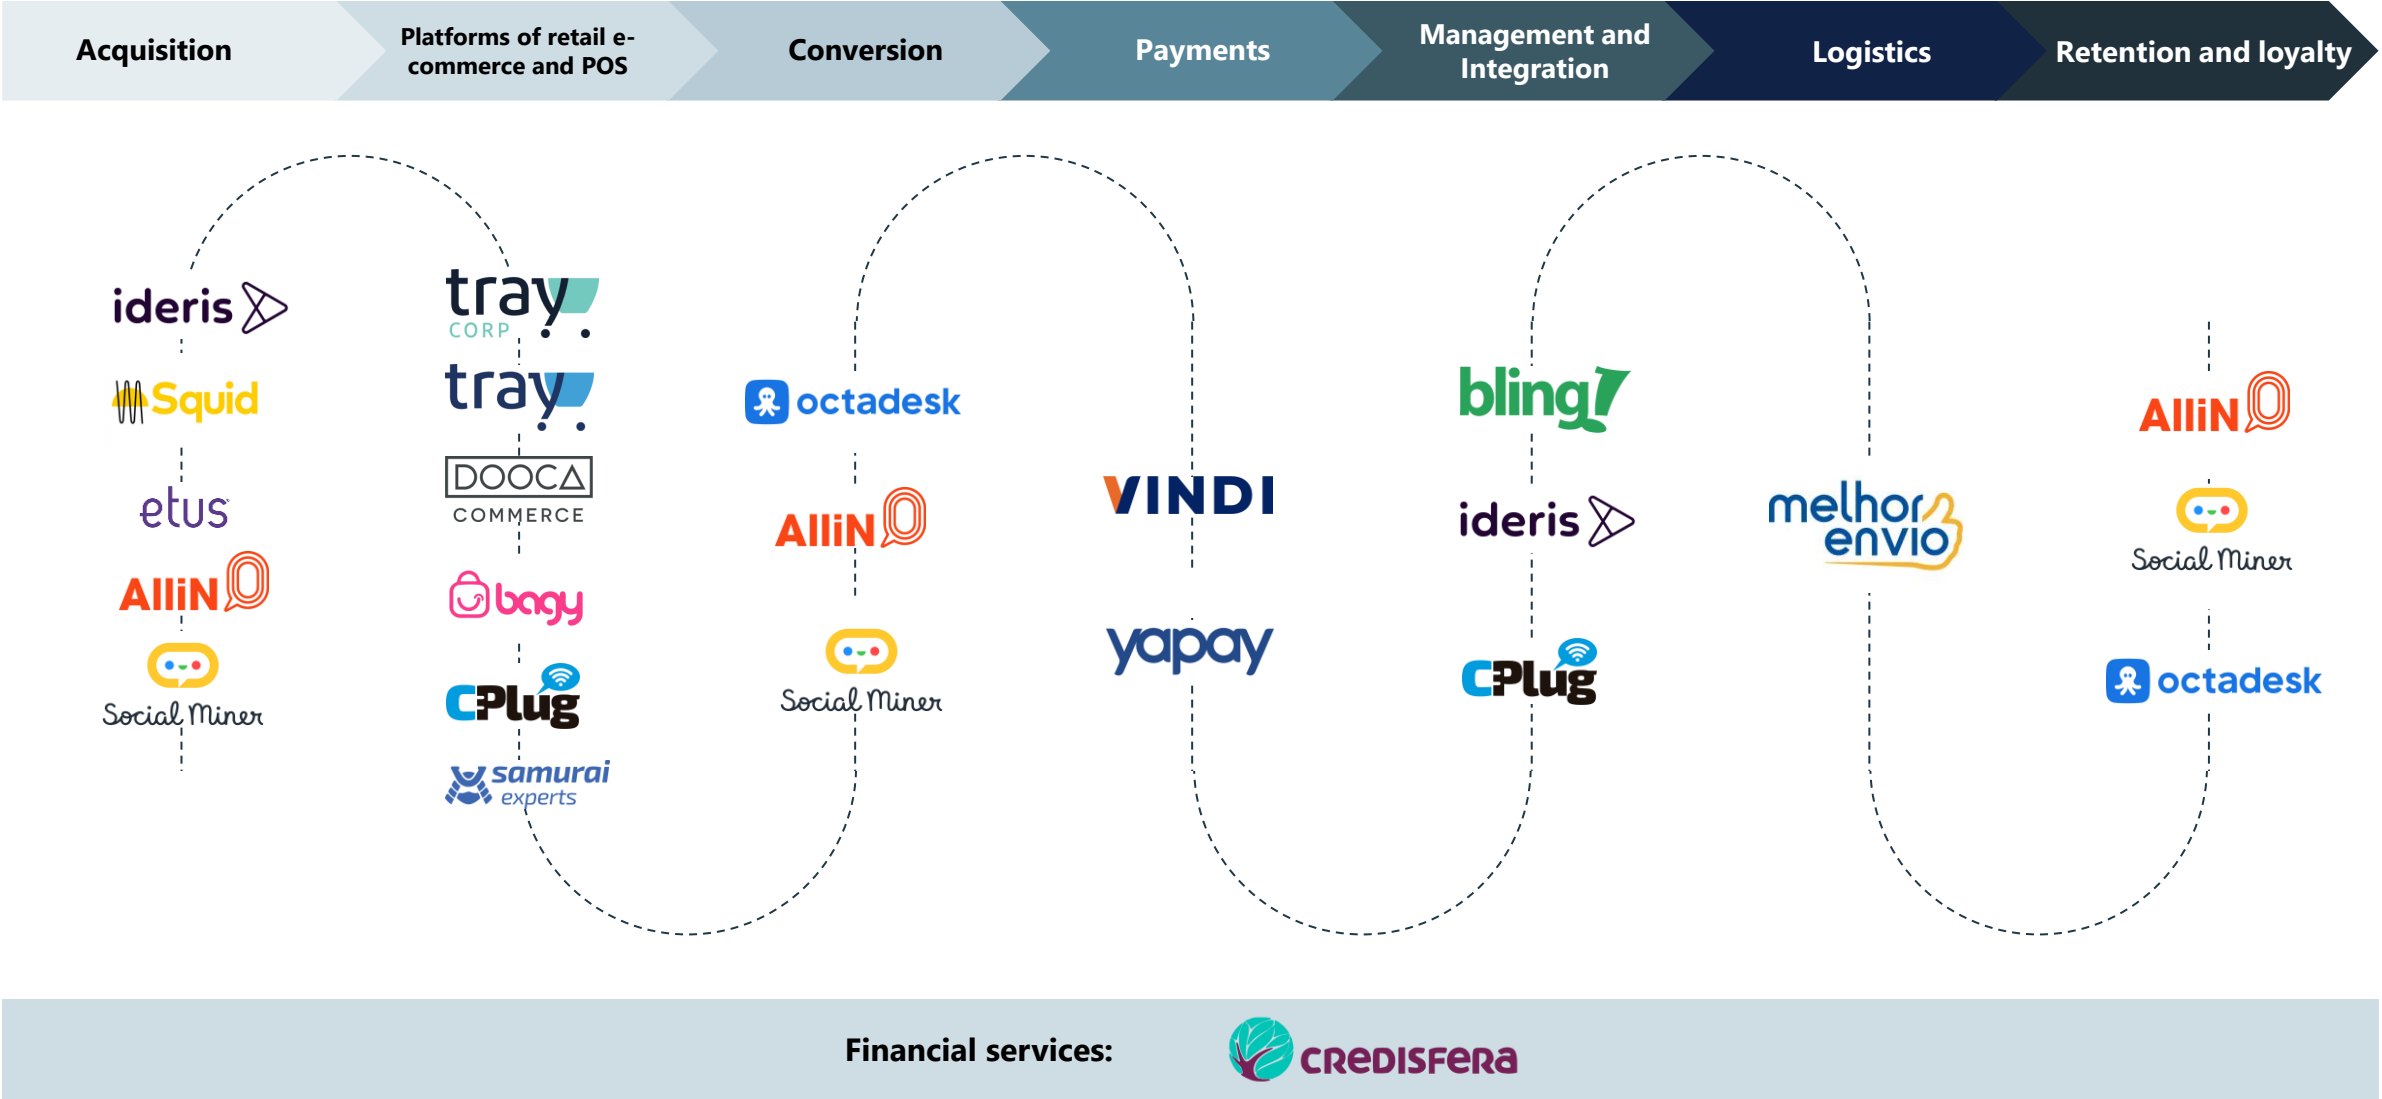 Acquisition
Platforms of retail e-
commerce and POS
Conversion
Payments
Management and
Integration
Logistics
Retention and loyalty
ideris
Squid
etus
AlliN
Social Miner
tray
CORP
tray
DOOCA
COMMERCE
bagy
CPlug
samurai
experts
octadesk
AlliN
Social Miner
VINDI
yapay
bling!
ideris
CPlug
melhor
envio
AlliN
Social Miner
octadesk
Financial services:
CREDISFERA